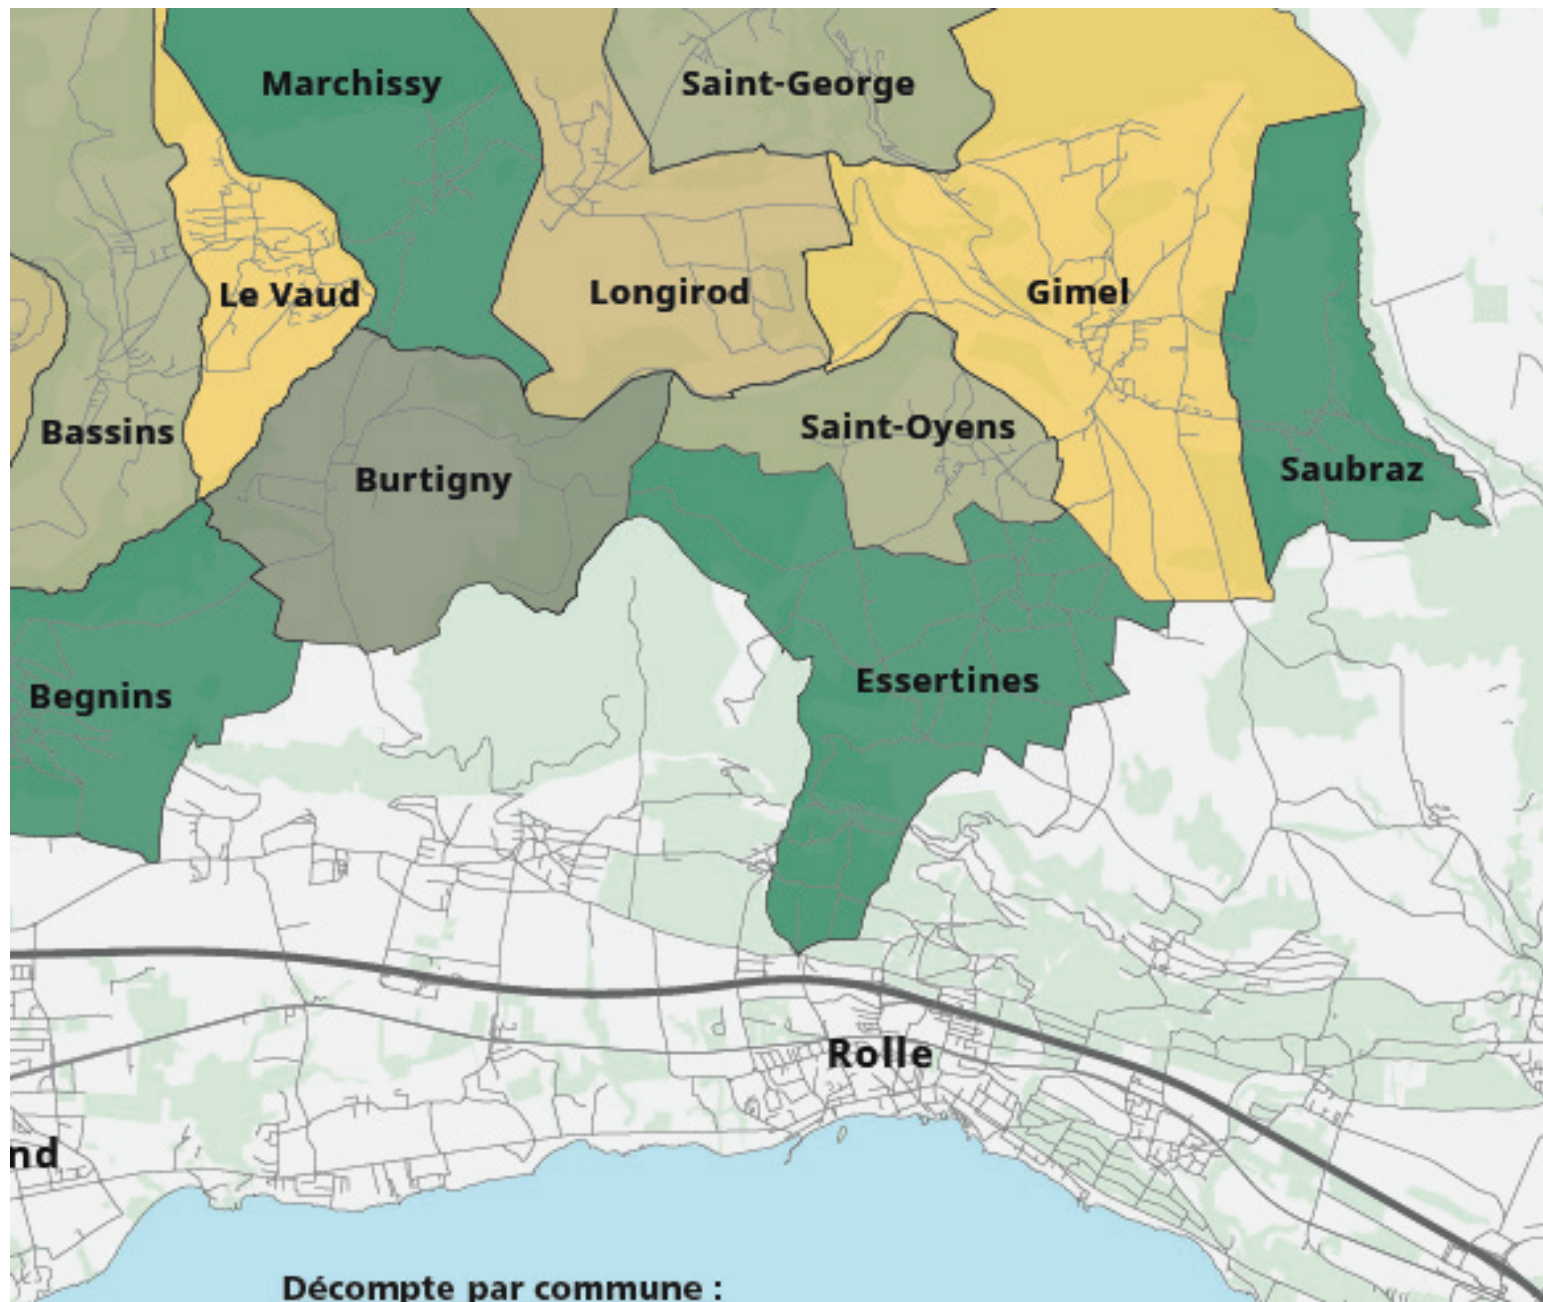 Marchissy
Saint-George
Le Vaud
Longirod
Gimel
Bassins
Saint-Oyens
Burtigny
Saubraz
Begnins
Essertines
Rolle
nd
Décompte par commune :